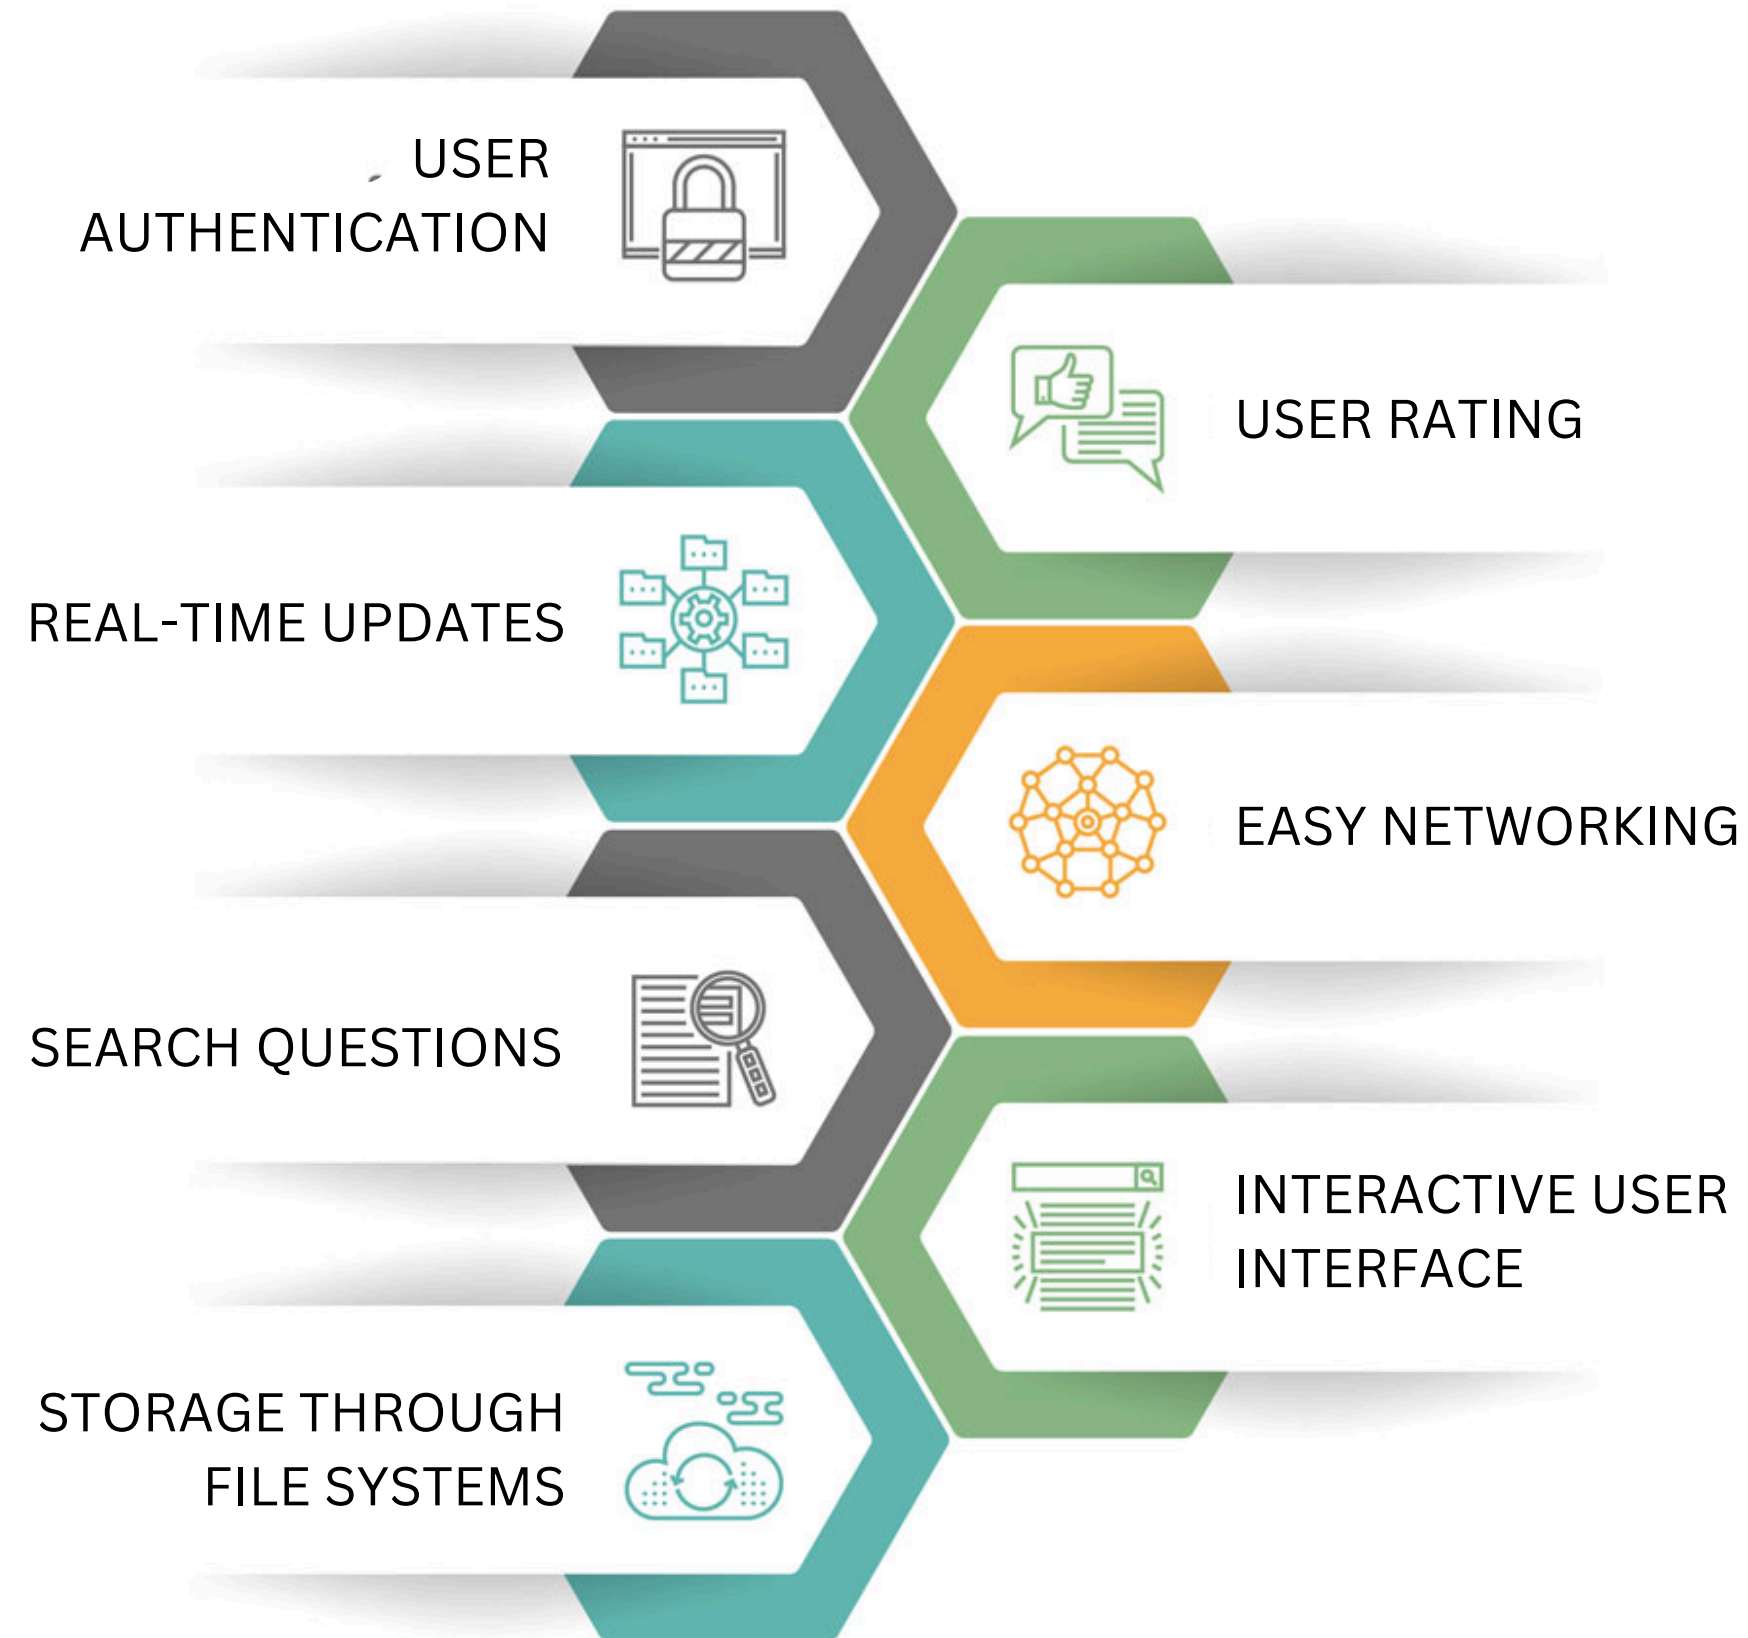 USER
AUTHENTICATION
USER RATING
REAL-TIME UPDATES
EASY NETWORKING
SEARCH QUESTIONS
INTERACTIVE USER
INTERFACE
STORAGE THROUGH
FILE SYSTEMS